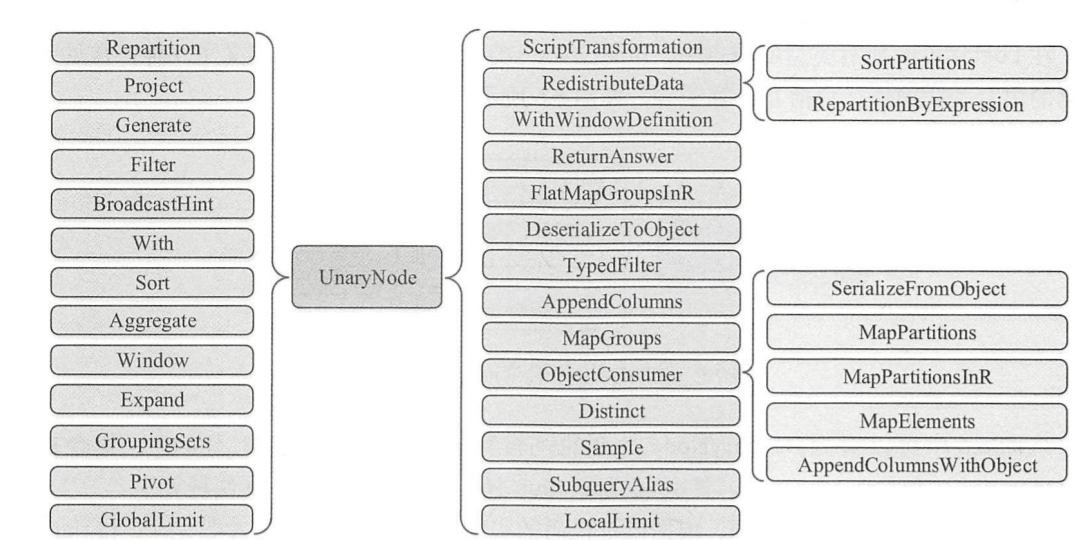 Repartition
Project
Generate
Filter
BroadcastHint
With
Sort
Aggregate
Window
Expand
GroupingSets
Pivot
GlobalLimit
UnaryNode
ScriptTransformation
RedistributeData
WithWindowDefinition
ReturnAnswer
FlatMapGroupsInR
DeserializeToObject
TypedFilter
AppendColumns
MapGroups
ObjectConsumer
Distinct
Sample
SubqueryAlias
LocalLimit
SortPartitions
RepartitionByExpression
SerializeFromObject
MapPartitions
MapPartitionsInR
MapElements
AppendColumnsWithObject